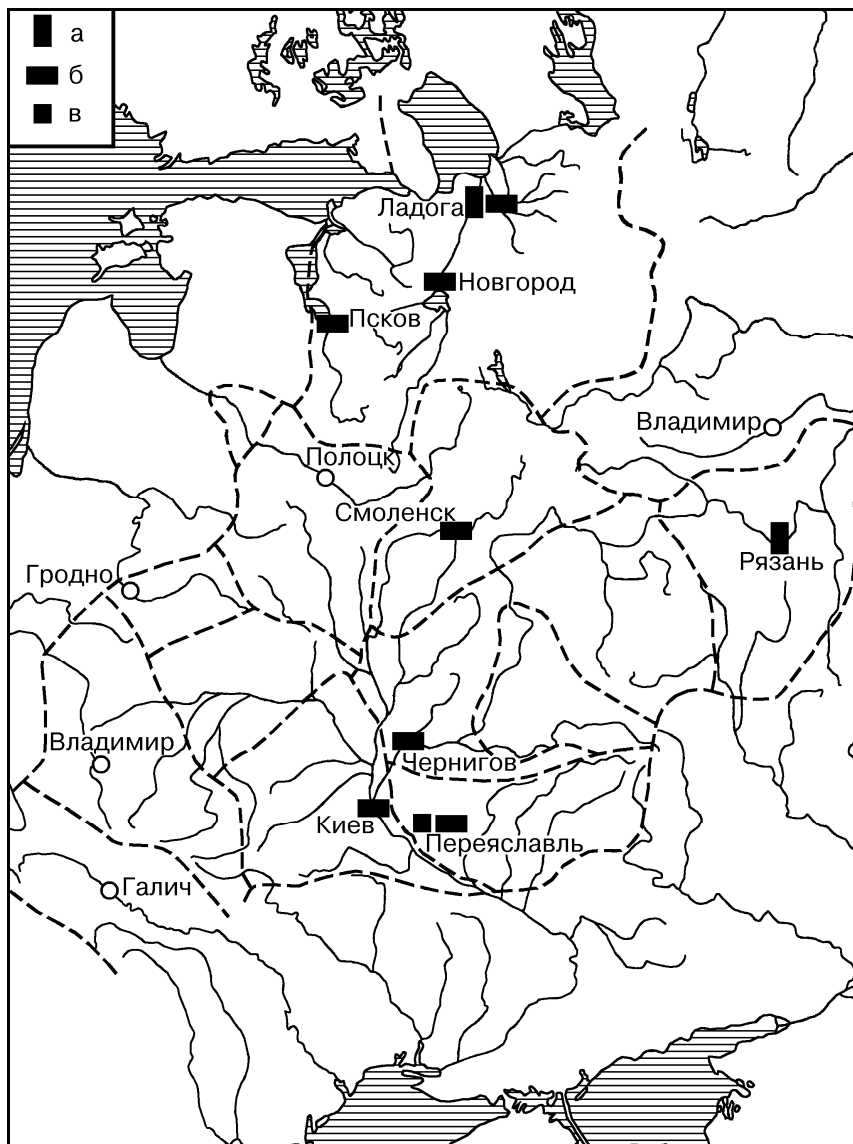 а
б
в
Ладога
Новгород
Псков
Владимир
Полоцк
Смоленск
Рязань
Гродно
Владимир
Чернигов
Киев
Переяславль
Галич